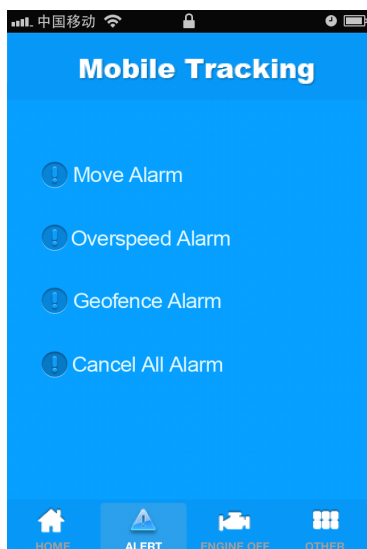 中国移动
Mobile Tracking
Move Alarm
Overspeed Alarm
Geofence Alarm
Cancel All Alarm
HOME ALERT ENGINE OFF OTHER